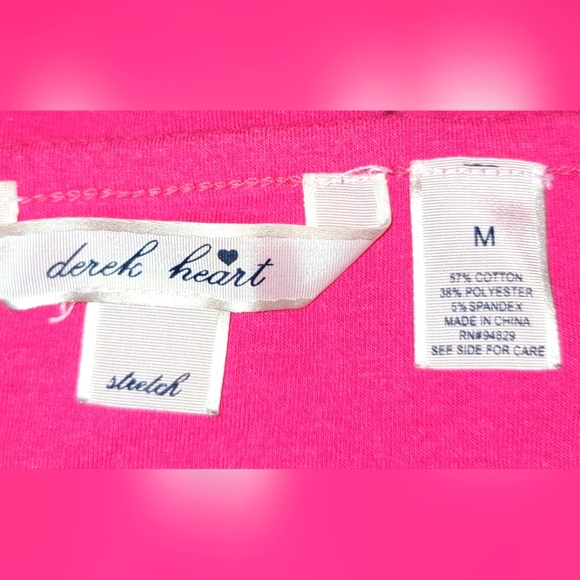 derek heart
stretch
M
57% COTTON
38% POLYESTER
5% SPANDEX
MADE IN CHINA
RN#94829
SEE SIDE FOR CARE